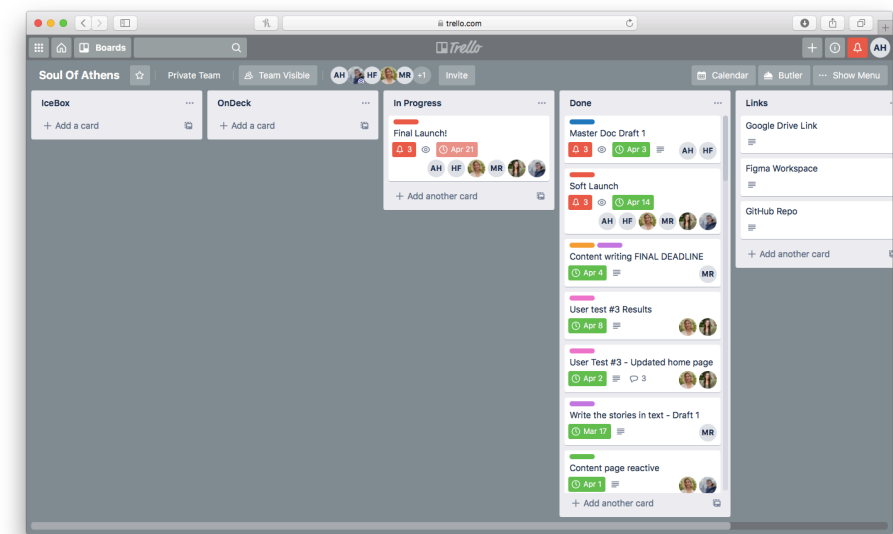 trello.com
Boards
Trello
AH
Soul Of Athens
Private Team
Team Visible
AH
HF
MR
+1
Invite
Calendar
Butler
··· Show Menu
IceBox
+ Add a card
OnDeck
+ Add a card
In Progress
Final Launch!
3
Apr 21
AH HF MR
+ Add another card
Done
Master Doc Draft 1
3
Apr 3
AH HF
Soft Launch
3
Apr 14
AH HF MR
Content writing FINAL DEADLINE
Apr 4
MR
User test #3 Results
Apr 8
User Test #3 - Updated home page
Apr 2
3
Write the stories in text - Draft 1
Mar 17
MR
Content page reactive
Apr 1
+ Add another card
Links
Google Drive Link
Figma Workspace
GitHub Repo
+ Add another card